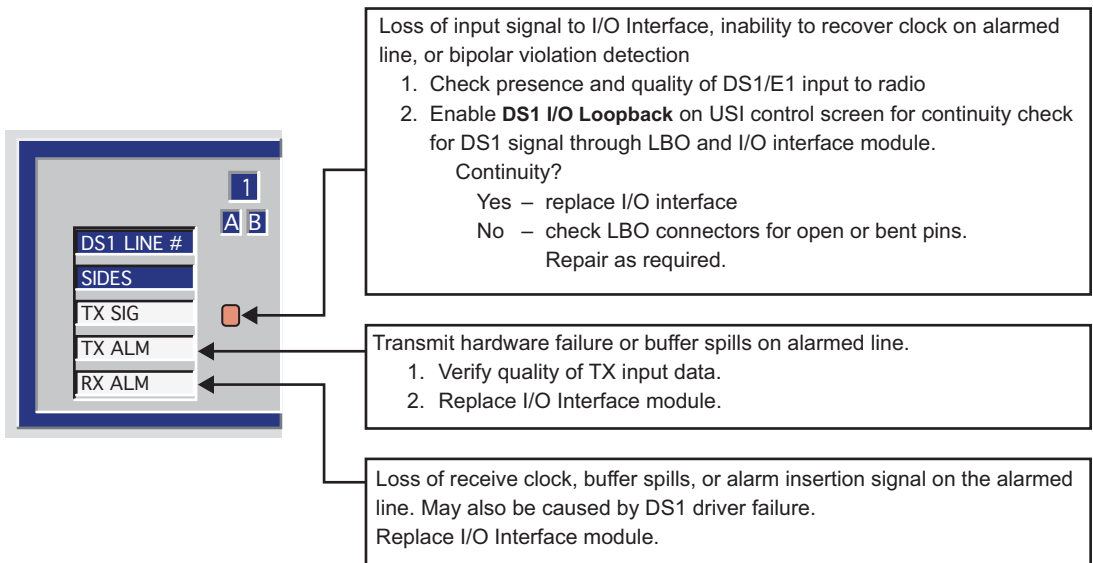 Loss of input signal to I/O Interface, inability to recover clock on alarmed
line, or bipolar violation detection
1. Check presence and quality of DS1/E1 input to radio
2. Enable DS1 I/O Loopback on USI control screen for continuity check
for DS1 signal through LBO and I/O interface module.
Continuity?
Yes – replace I/O interface
No – check LBO connectors for open or bent pins.
Repair as required.
1
A B
DS1 LINE #
SIDES
TX SIG
TX ALM
RX ALM
Transmit hardware failure or buffer spills on alarmed line.
1. Verify quality of TX input data.
2. Replace I/O Interface module.
Loss of receive clock, buffer spills, or alarm insertion signal on the alarmed
line. May also be caused by DS1 driver failure.
Replace I/O Interface module.